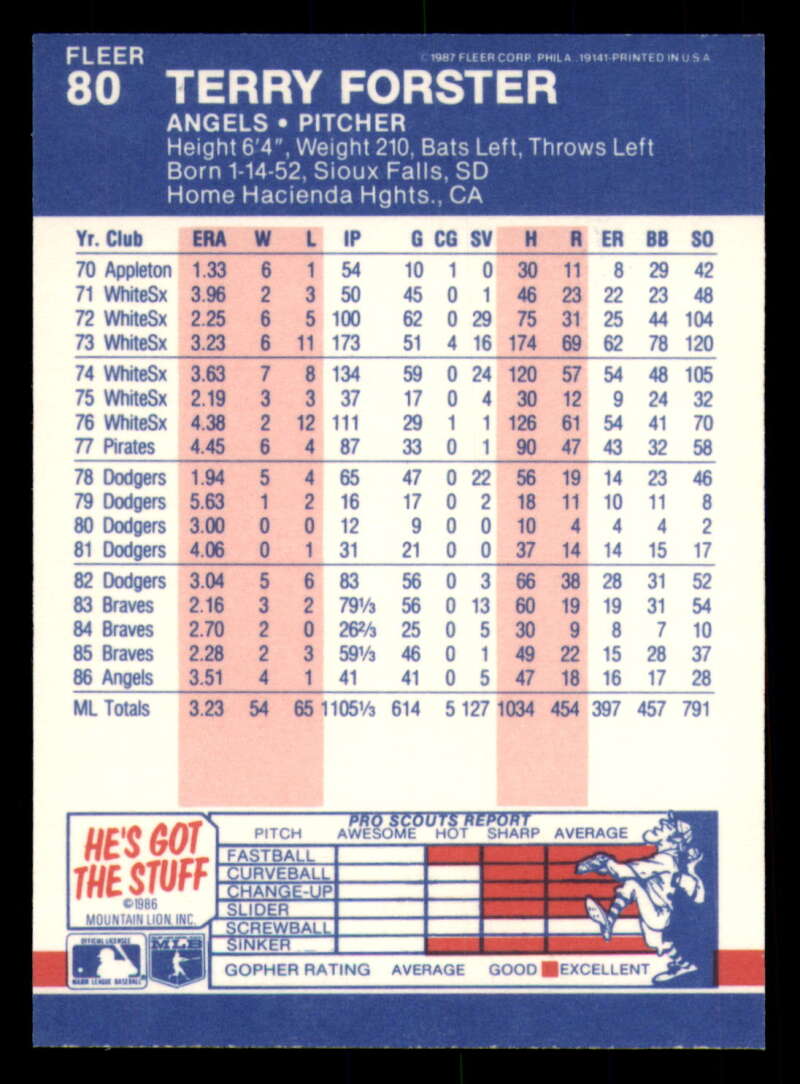 FLEER
80 TERRY FORSTER
© 1987 FLEER CORP. PHILA. 19141-PRINTED IN U.S.A
ANGELS • PITCHER
Height 6'4", Weight 210, Bats Left, Throws Left
Born 1-14-52, Sioux Falls, SD
Home Hacienda Hghts., CA
Yr. Club ERA W L IP G CG SV H R ER BB SO
70 Appleton 1.33 6 1 54 10 1 0 30 11 8 29 42
71 WhiteSx 3.96 2 3 50 45 0 1 46 23 22 23 48
72 WhiteSx 2.25 6 5 100 62 0 29 75 31 25 44 104
73 WhiteSx 3.23 6 11 173 51 4 16 174 69 62 78 120
74 WhiteSx 3.63 7 8 134 59 0 24 120 57 54 48 105
75 WhiteSx 2.19 3 3 37 17 0 4 30 12 9 24 32
76 WhiteSx 4.38 2 12 111 29 1 1 126 61 54 41 70
77 Pirates 4.45 6 4 87 33 0 1 90 47 43 32 58
78 Dodgers 1.94 5 4 65 47 0 22 56 19 14 23 46
79 Dodgers 5.63 1 2 16 17 0 2 18 11 10 11 8
80 Dodgers 3.00 0 0 12 9 0 0 10 4 4 4 2
81 Dodgers 4.06 0 1 31 21 0 0 37 14 14 15 17
82 Dodgers 3.04 5 6 83 56 0 3 66 38 28 31 52
83 Braves 2.16 3 2 79⅓ 56 0 13 60 19 19 31 54
84 Braves 2.70 2 0 26⅔ 25 0 5 30 9 8 7 10
85 Braves 2.28 2 3 59⅓ 46 0 1 49 22 15 28 37
86 Angels 3.51 4 1 41 41 0 5 47 18 16 17 28
ML Totals 3.23 54 65 1105⅓ 614 5 127 1034 454 397 457 791
HE'S GOT
THE STUFF
©1986
MOUNTAIN LION, INC.
OFFICIAL LICENSEE
MAJOR LEAGUE BASEBALL
MLB
PRO SCOUTS REPORT
PITCH AWESOME HOT SHARP AVERAGE
FASTBALL
CURVEBALL
CHANGE-UP
SLIDER
SCREWBALL
SINKER
GOPHER RATING AVERAGE GOOD EXCELLENT